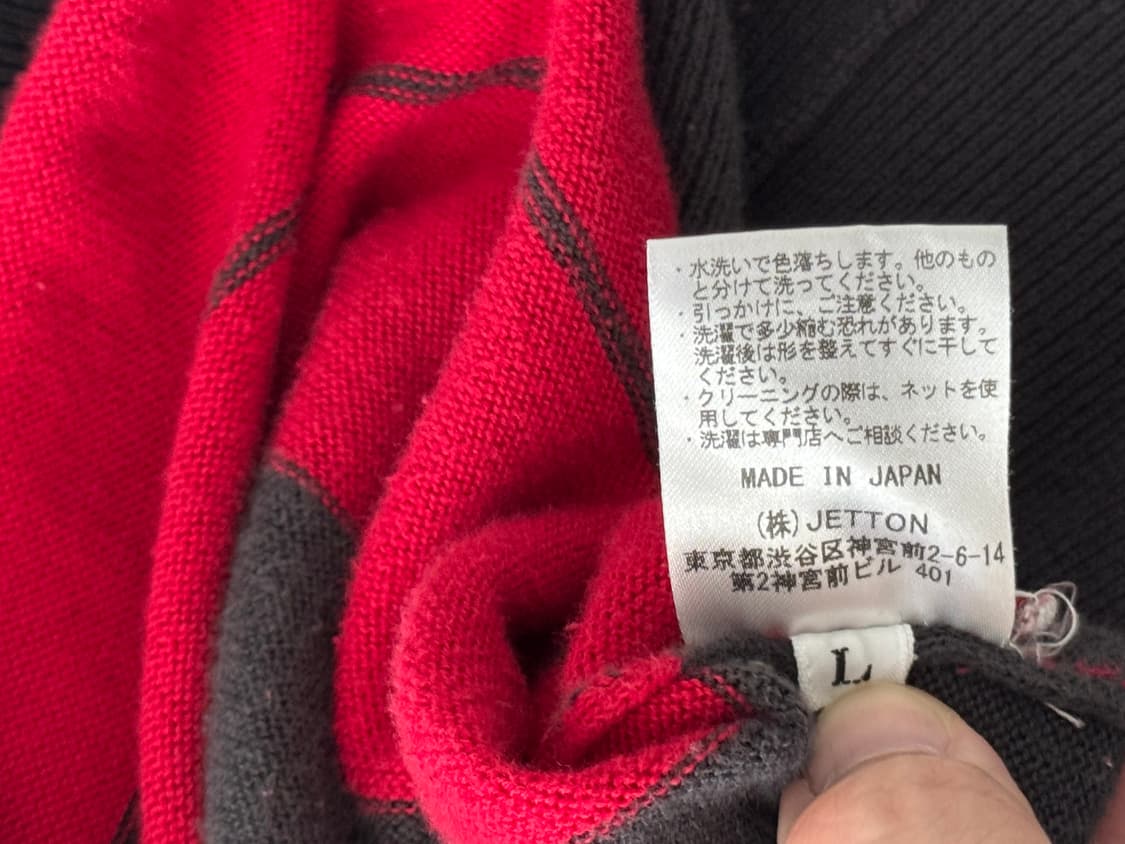 ・水洗いで色落ちします。他のもの
と分けて洗ってください。
・引っかけに、ご注意ください。
・洗濯で多少縮む恐れがあります。
洗濯後は形を整えてすぐに干して
ください。
・クリーニングの際は、ネットを使
用してください。
・洗濯は専門店へご相談ください。
MADE IN JAPAN
(株)JETTON
東京都渋谷区神宮前2-6-14
第2神宮前ビル 401
L